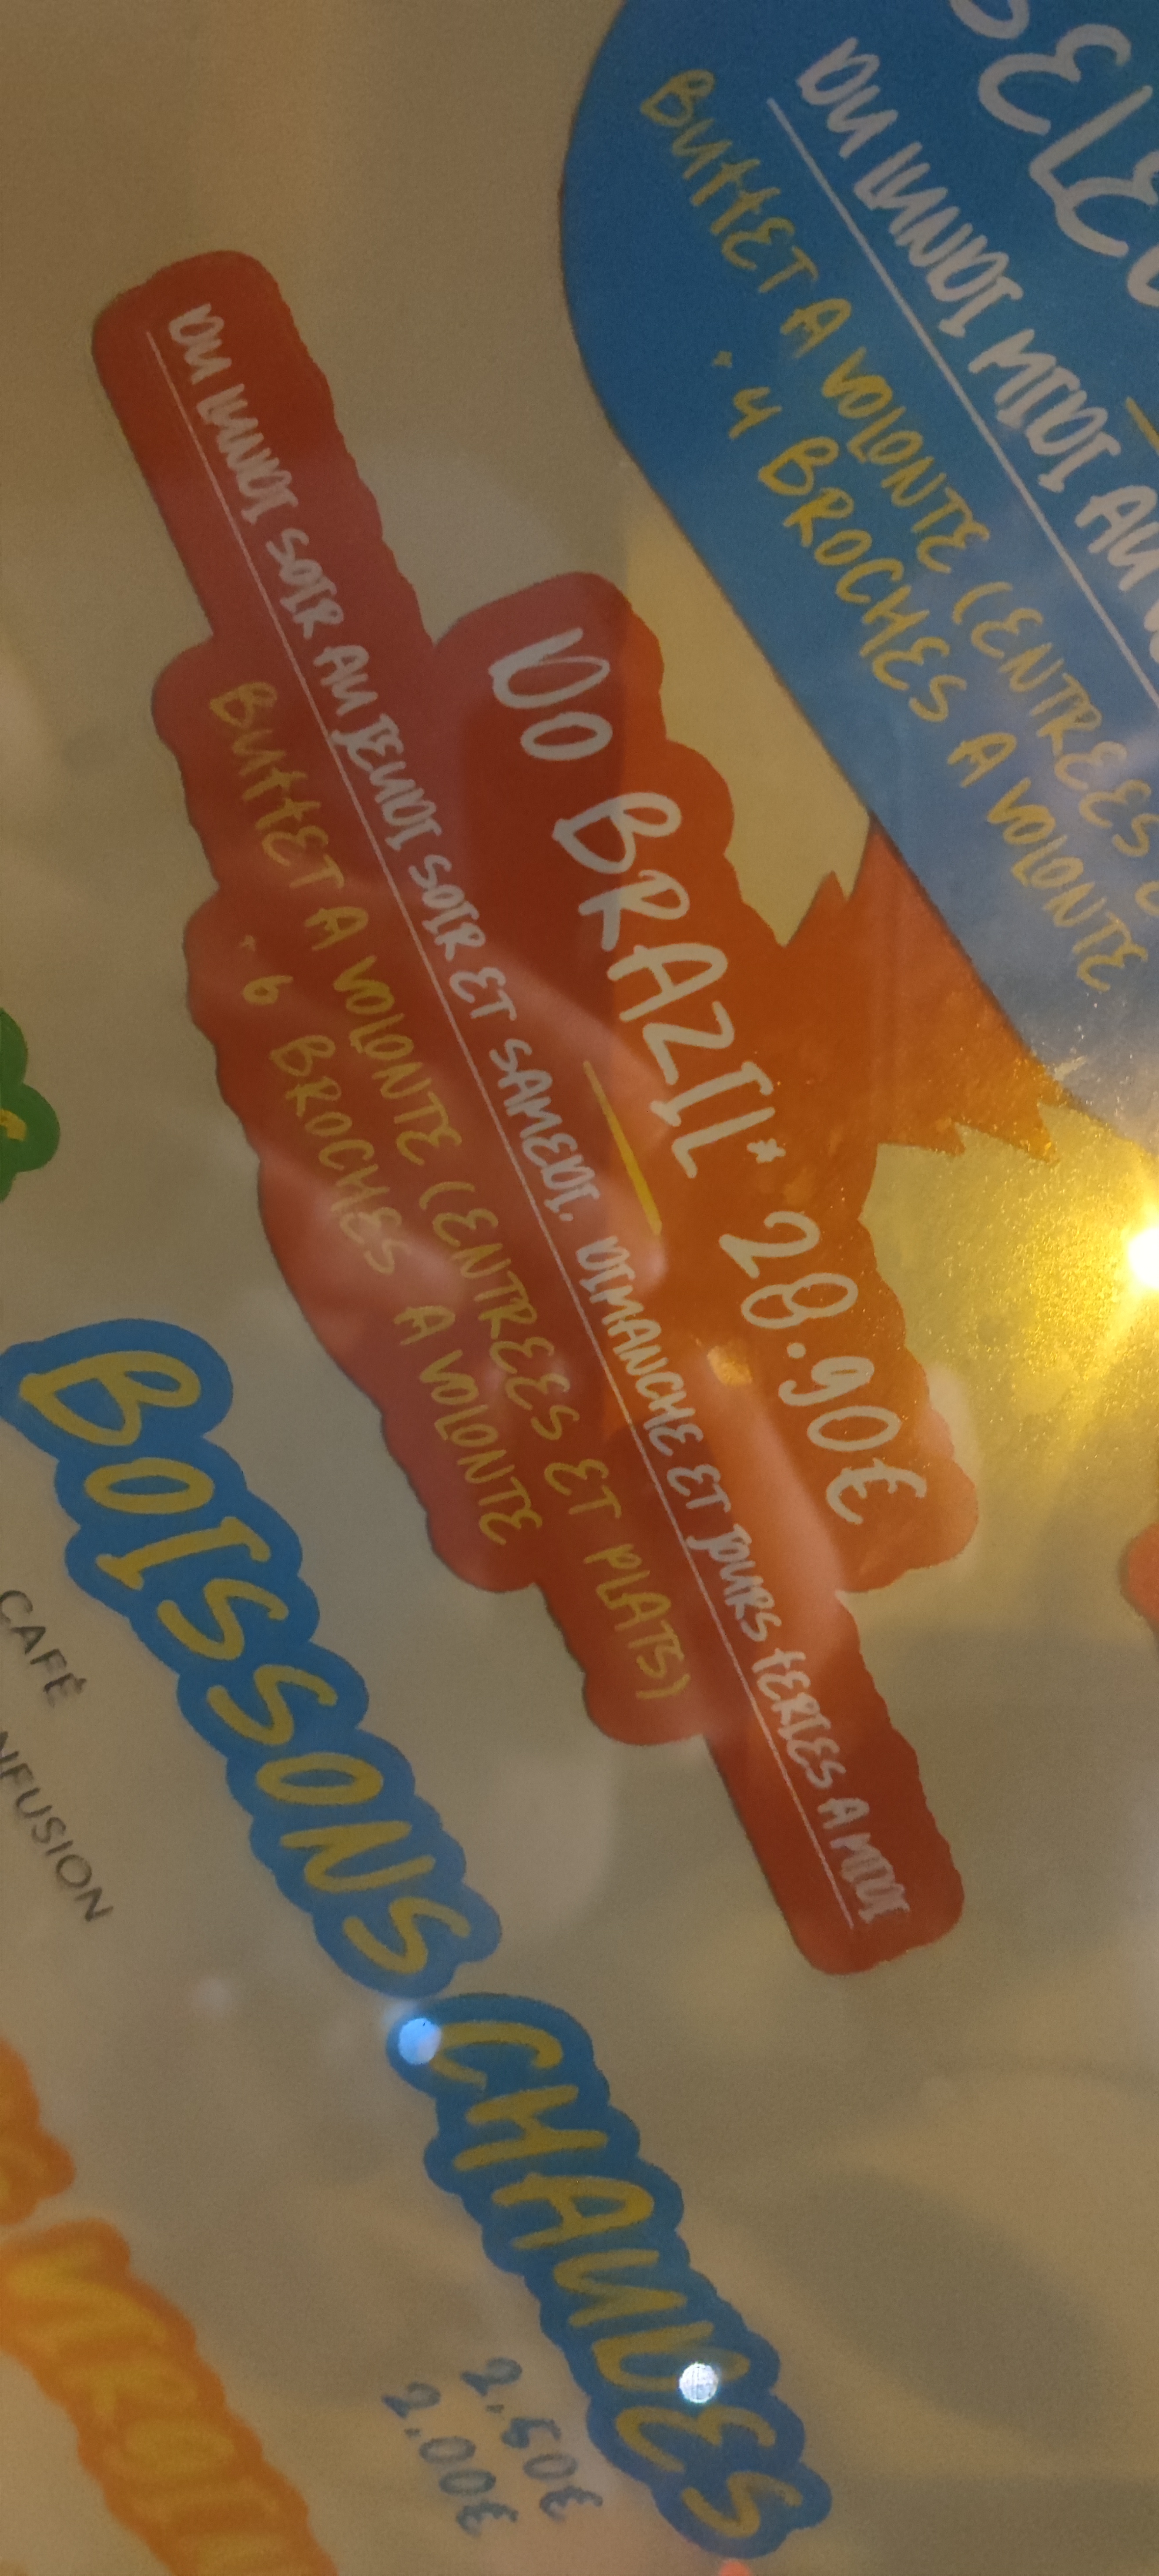 DU LUNDI MIDI AU
BUFFET A VOLONTE (ENTREES
+ 4 BROCHES A VOLONTE
DO BRAZIL* 28.90€
DU LUNDI SOIR AU JEUDI SOIR ET SAMEDI, DIMANCHE ET JOURS FERIES A MIDI
BUFFET A VOLONTE (ENTREES ET PLATS)
+ 6 BROCHES A VOLONTE
BOISSONS CHAUDES
CAFÉ 2.50€
NFUSION 2.00€